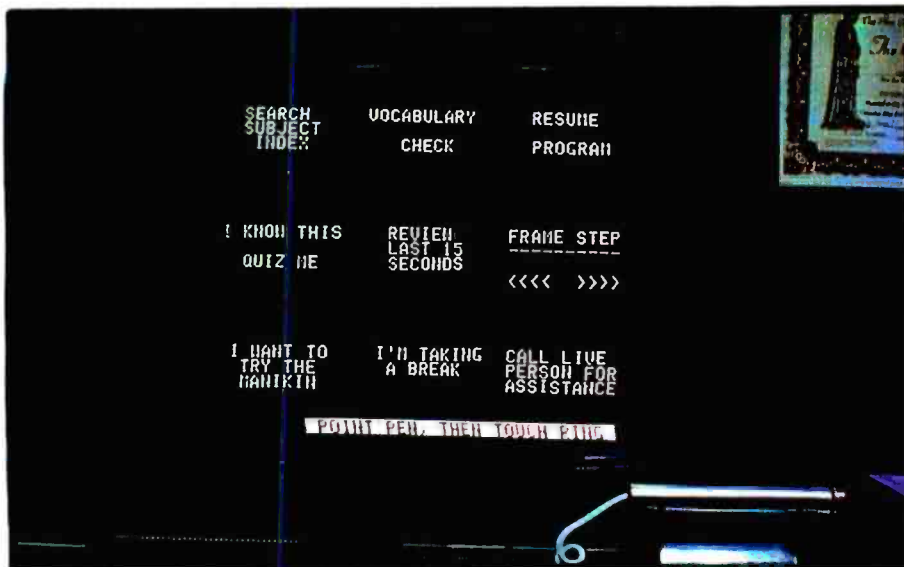 SEARCH
SUBJECT
INDEX
VOCABULARY
CHECK
RESUME
PROGRAM
I KNOW THIS
QUIZ ME
REVIEW
LAST 15
SECONDS
FRAME STEP
----------
<<<< >>>>
I WANT TO
TRY THE
MANIKIN
I'M TAKING
A BREAK
CALL LIVE
PERSON FOR
ASSISTANCE
POINT PEN, THEN TOUCH RING
The